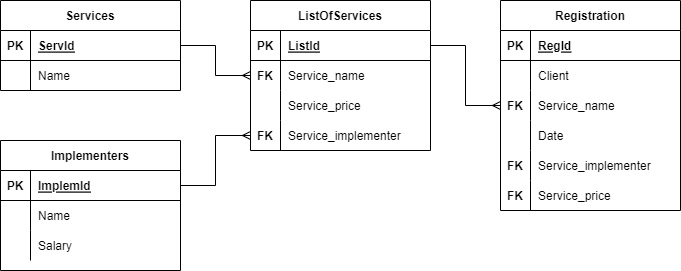 Services
PK ServId
Name
ListOfServices
PK ListId
FK Service_name
Service_price
FK Service_implementer
Registration
PK RegId
Client
FK Service_name
Date
FK Service_implementer
FK Service_price
Implementers
PK ImplemId
Name
Salary